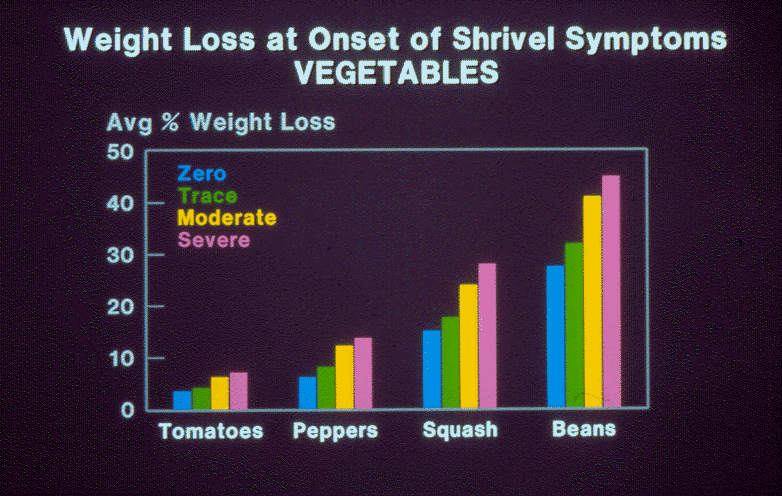 Weight Loss at Onset of Shrivel Symptoms
VEGETABLES
Avg % Weight Loss
50
40
30
20
10
0
Zero
Trace
Moderate
Severe
Tomatoes Peppers Squash Beans